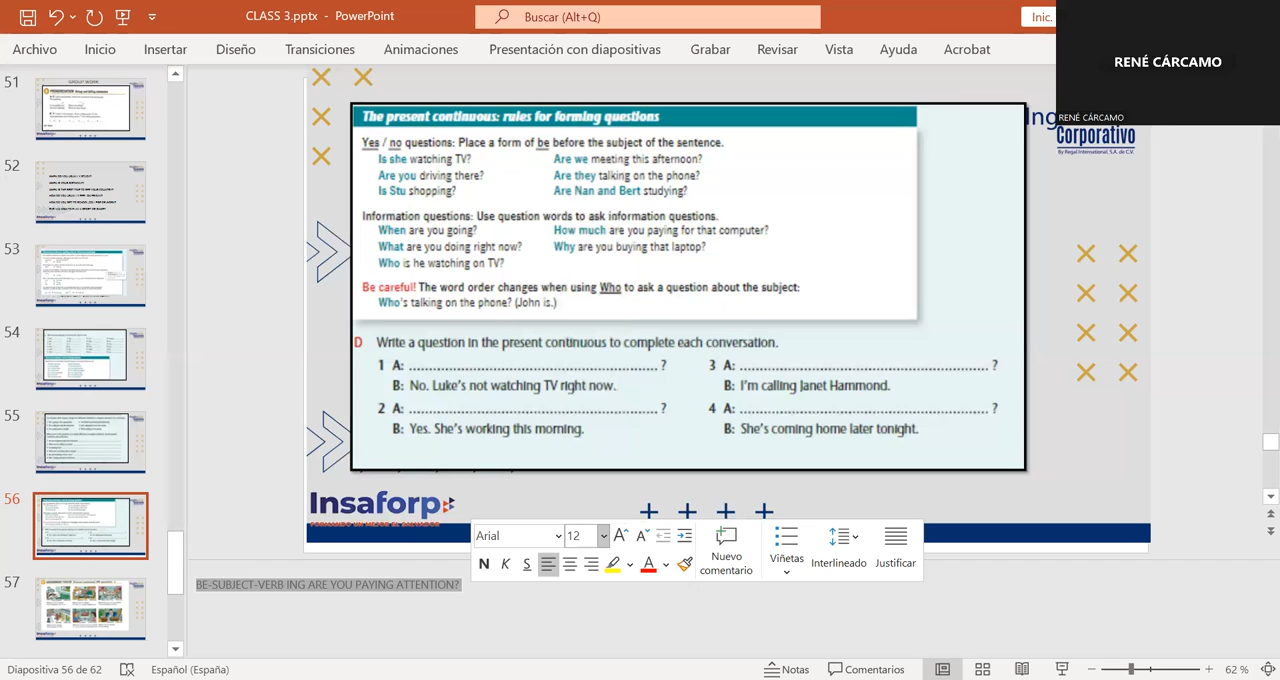 CLASS 3.pptx - PowerPoint
Buscar (Alt+Q)
Inic.
RENÉ CÁRCAMO
RENÉ CÁRCAMO
Archivo Inicio Insertar Diseño Transiciones Animaciones Presentación con diapositivas Grabar Revisar Vista Ayuda Acrobat
51
52
53
54
55
56
57
ing
Corporativo
By Regal International, S.A. de C.V.
The present continuous: rules for forming questions
Yes / no questions: Place a form of be before the subject of the sentence.
Is she watching TV? Are we meeting this afternoon?
Are you driving there? Are they talking on the phone?
Is Stu shopping? Are Nan and Bert studying?
Information questions: Use question words to ask information questions.
When are you going? How much are you paying for that computer?
What are you doing right now? Why are you buying that laptop?
Who is he watching on TV?
Be careful! The word order changes when using Who to ask a question about the subject:
Who's talking on the phone? (John is.)
D Write a question in the present continuous to complete each conversation.
1 A: ............................................................ ? 3 A: ............................................................ ?
B: No. Luke's not watching TV right now. B: I'm calling Janet Hammond.
2 A: ............................................................ ? 4 A: ............................................................ ?
B: Yes. She's working this morning. B: She's coming home later tonight.
Insaforp
FORMANDO UN MEJOR EL SALVADOR
Arial 12 A A
N K S A
Nuevo comentario
Viñetas
Interlineado
Justificar
BE-SUBJECT-VERB ING ARE YOU PAYING ATTENTION?
Diapositiva 56 de 62 Español (España) Notas Comentarios 62 %